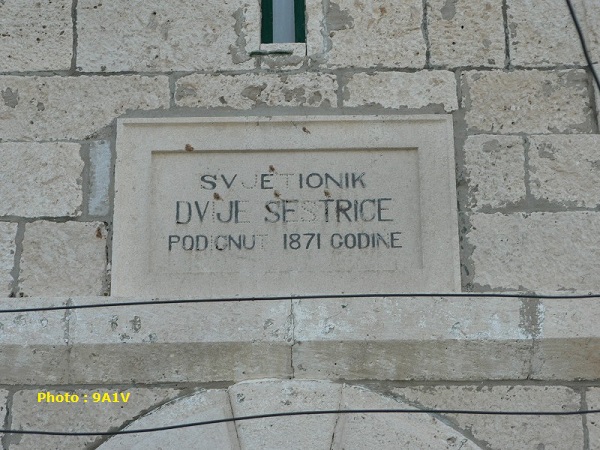 SVJETIONIK
DVIJE SESTRICE
PODIGNUT 1871 GODINE
Photo : 9A1V